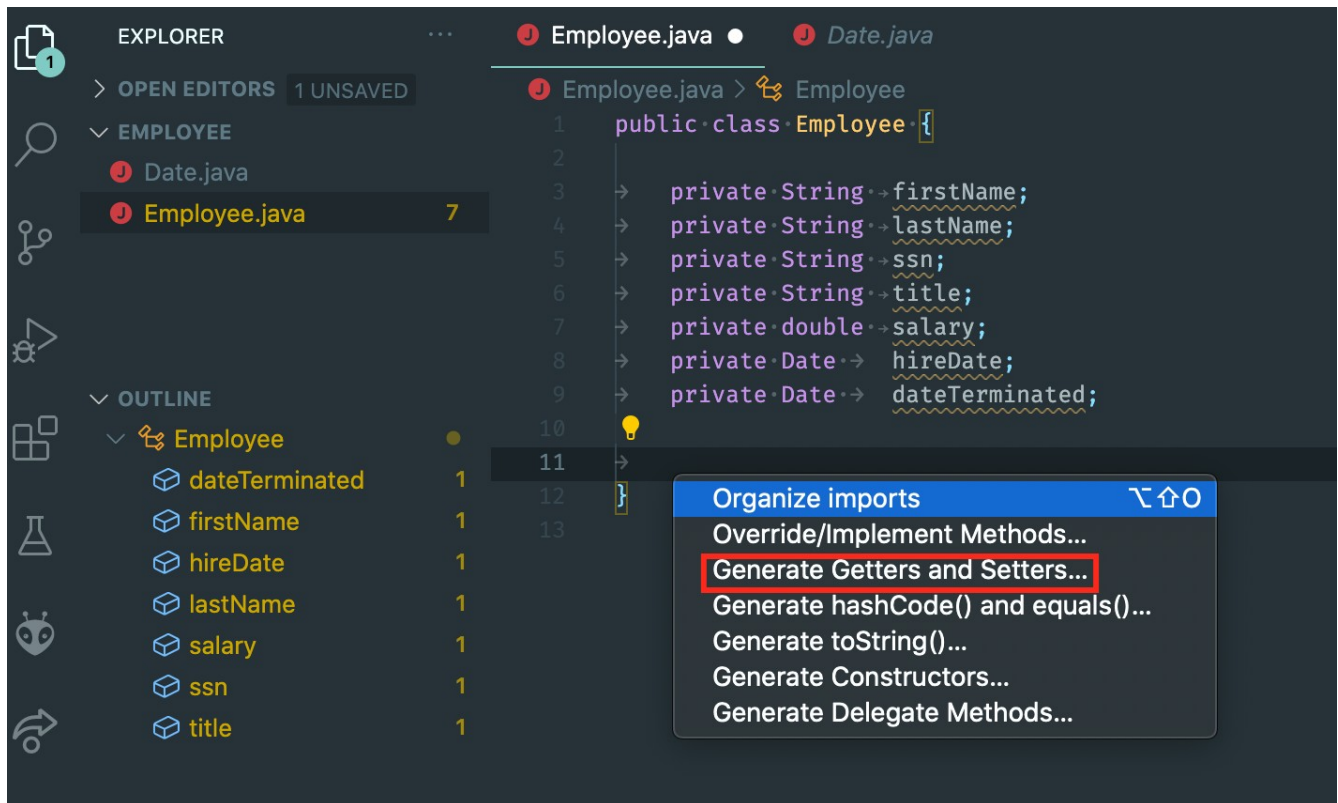 EXPLORER ...
1
OPEN EDITORS 1 UNSAVED
EMPLOYEE
J Date.java
J Employee.java 7
OUTLINE
Employee
dateTerminated 1
firstName 1
hireDate 1
lastName 1
salary 1
ssn 1
title 1
J Employee.java ● J Date.java
J Employee.java > Employee
1 public class Employee {
2
3 private String firstName;
4 private String lastName;
5 private String ssn;
6 private String title;
7 private double salary;
8 private Date hireDate;
9 private Date dateTerminated;
10
11
12 }
13
Organize imports ⌥⇧O
Override/Implement Methods...
Generate Getters and Setters...
Generate hashCode() and equals()...
Generate toString()...
Generate Constructors...
Generate Delegate Methods...